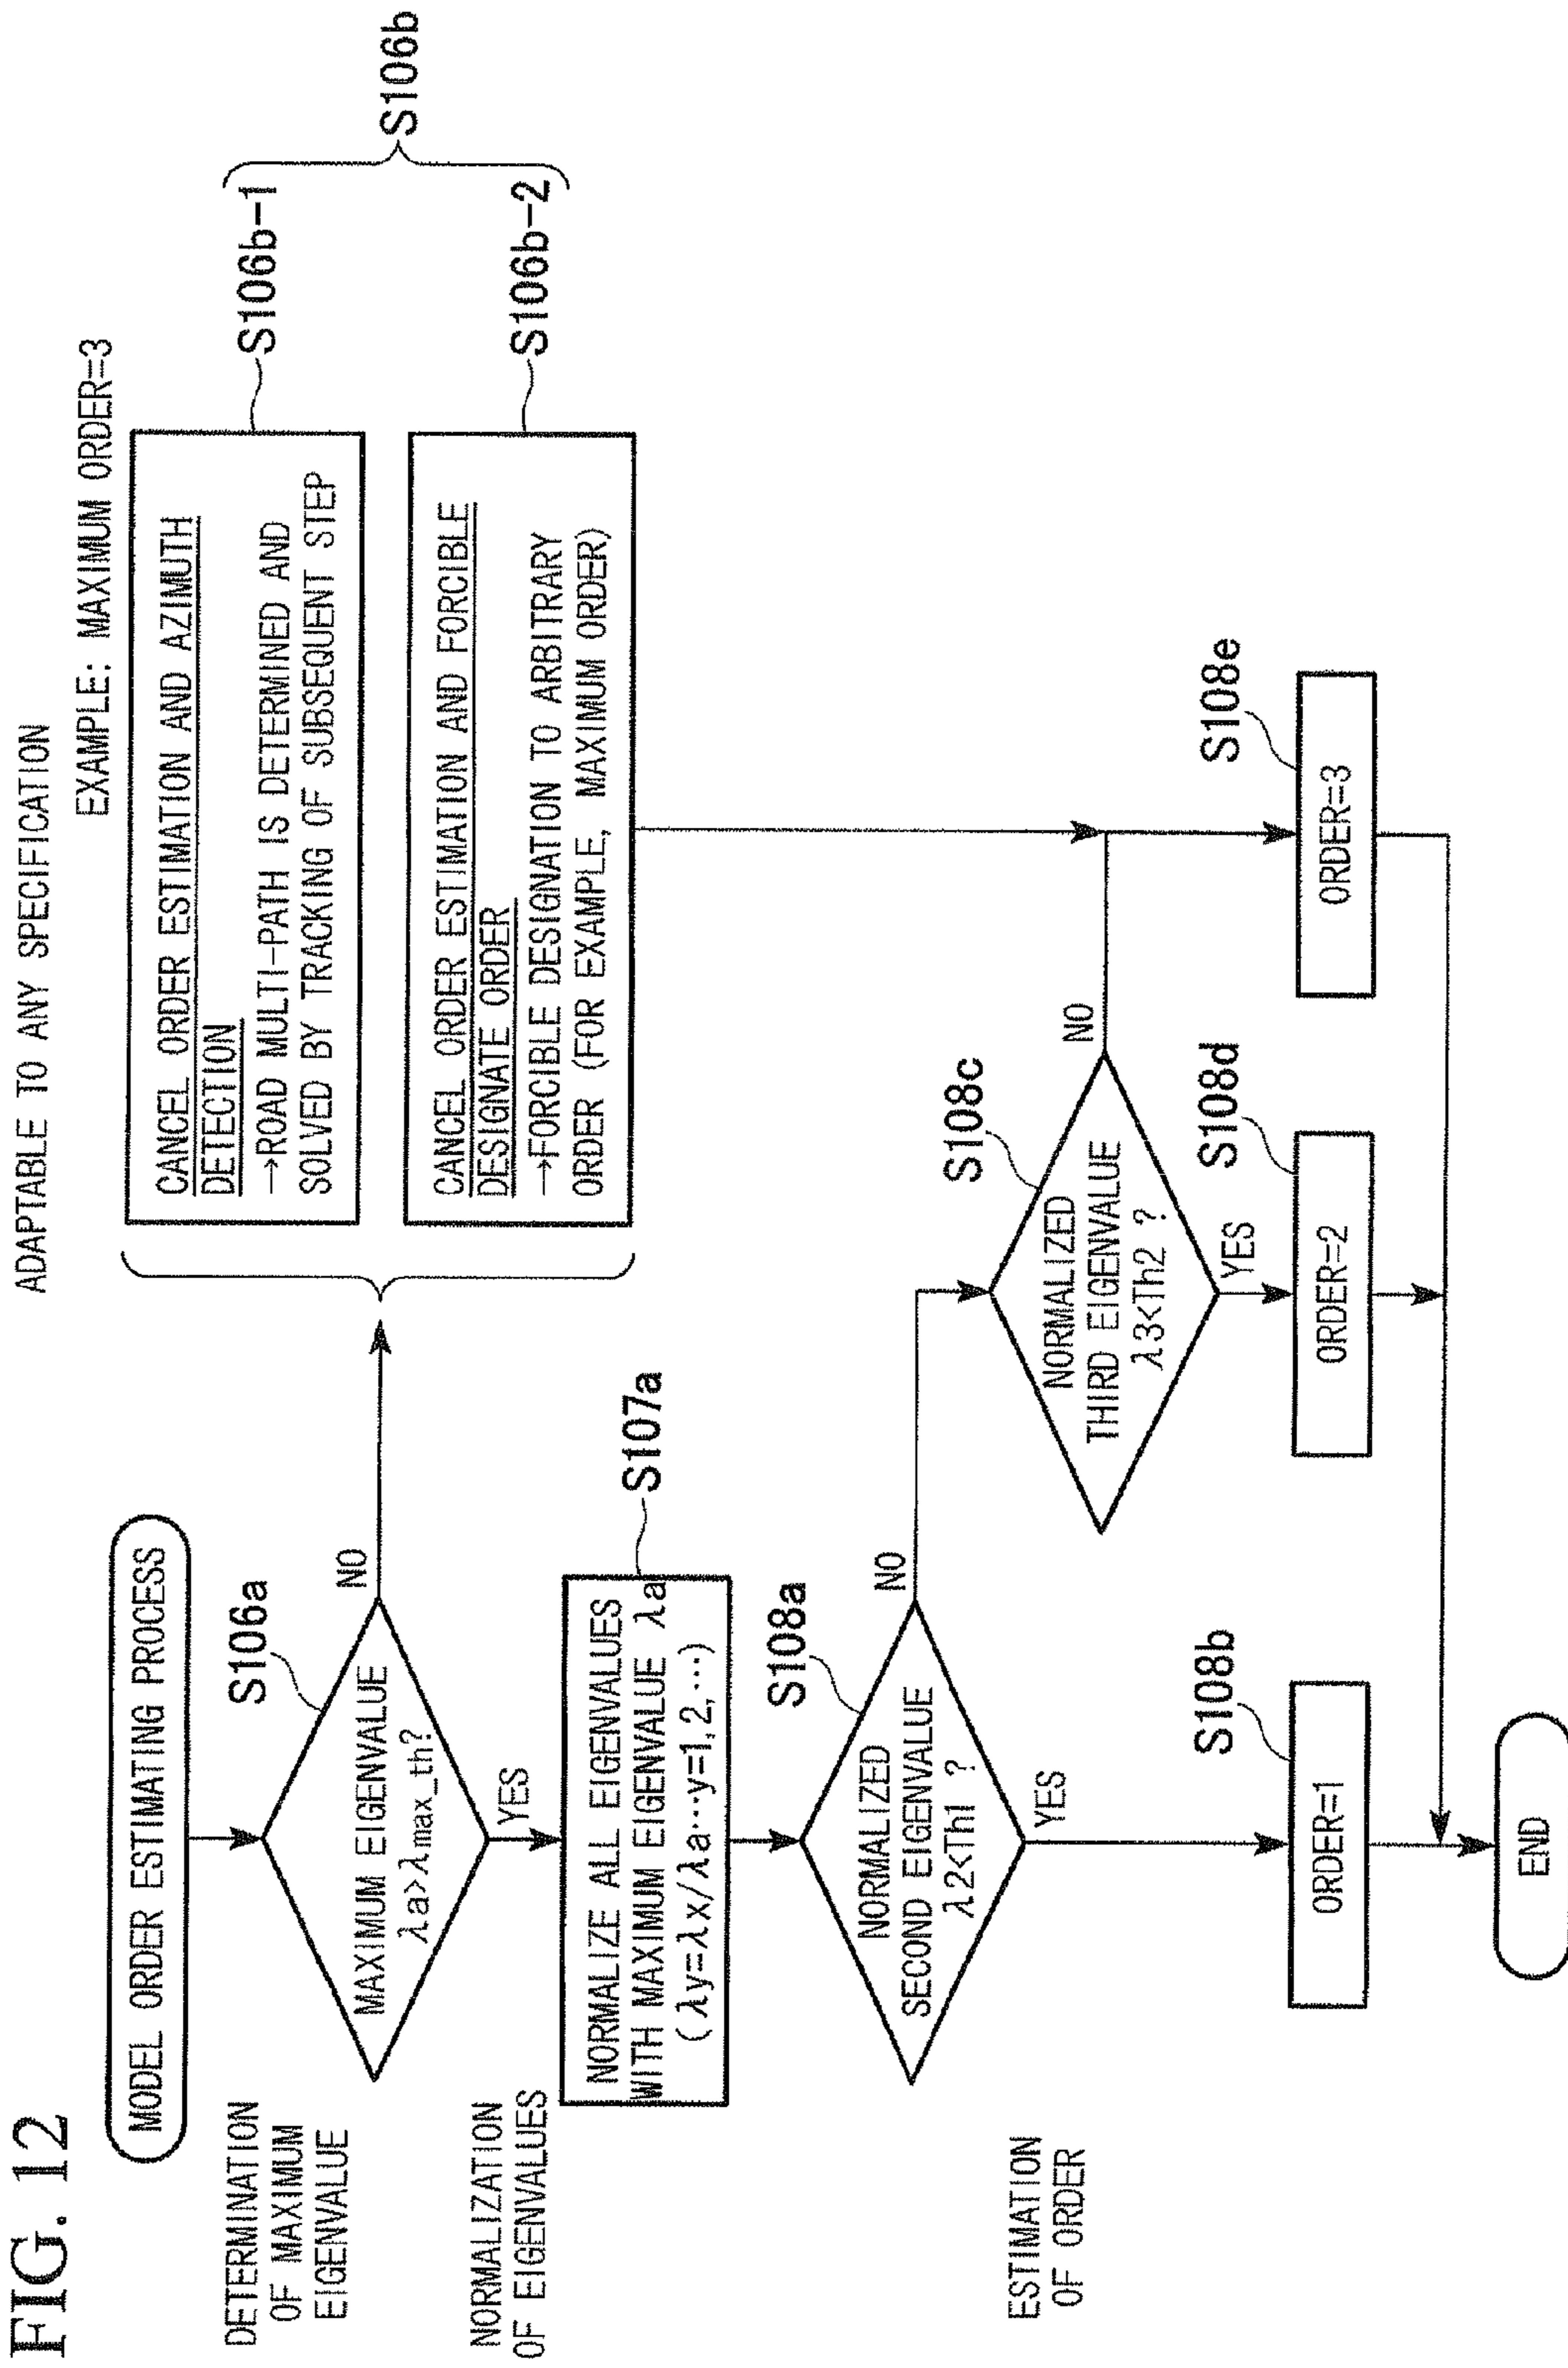 FIG. 12
ADAPTABLE TO ANY SPECIFICATION
EXAMPLE: MAXIMUM ORDER=3
MODEL ORDER ESTIMATING PROCESS
DETERMINATION
OF MAXIMUM
EIGENVALUE
S106a
MAXIMUM EIGENVALUE
λa>λmax_th?
NO
YES
CANCEL ORDER ESTIMATION AND AZIMUTH
DETECTION
→ROAD MULTI-PATH IS DETERMINED AND
SOLVED BY TRACKING OF SUBSEQUENT STEP
S106b-1
CANCEL ORDER ESTIMATION AND FORCIBLE
DESIGNATE ORDER
→FORCIBLE DESIGNATION TO ARBITRARY
ORDER (FOR EXAMPLE, MAXIMUM ORDER)
S106b-2
S106b
NORMALIZATION
OF EIGENVALUES
S107a
NORMALIZE ALL EIGENVALUES
WITH MAXIMUM EIGENVALUE λa
(λy=λx/λa…y=1,2,…)
ESTIMATION
OF ORDER
S108a
NORMALIZED
SECOND EIGENVALUE
λ2<Th1 ?
NO
YES
S108c
NORMALIZED
THIRD EIGENVALUE
λ3<Th2 ?
NO
YES
S108b
ORDER=1
S108d
ORDER=2
S108e
ORDER=3
END